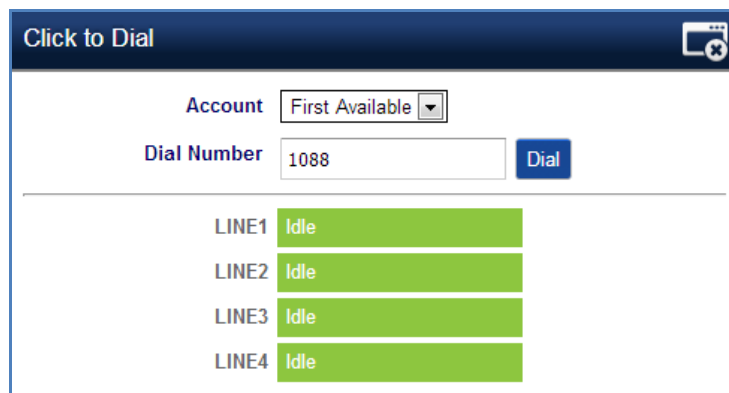 Click to Dial
Account First Available
Dial Number 1088 Dial
LINE1 Idle
LINE2 Idle
LINE3 Idle
LINE4 Idle